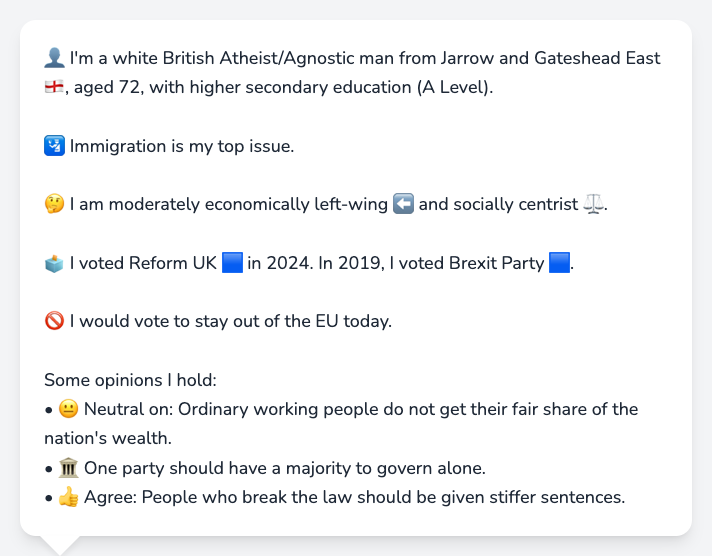 👤 I'm a white British Atheist/Agnostic man from Jarrow and Gateshead East
🏴󠁧󠁢󠁥󠁮󠁧󠁿, aged 72, with higher secondary education (A Level).
🛂 Immigration is my top issue.
🤔 I am moderately economically left-wing ⬅️ and socially centrist ⚖️.
🗳️ I voted Reform UK 🟦 in 2024. In 2019, I voted Brexit Party 🟦.
🚫 I would vote to stay out of the EU today.
Some opinions I hold:
• 😐 Neutral on: Ordinary working people do not get their fair share of the
nation's wealth.
• 🏛️ One party should have a majority to govern alone.
• 👍 Agree: People who break the law should be given stiffer sentences.